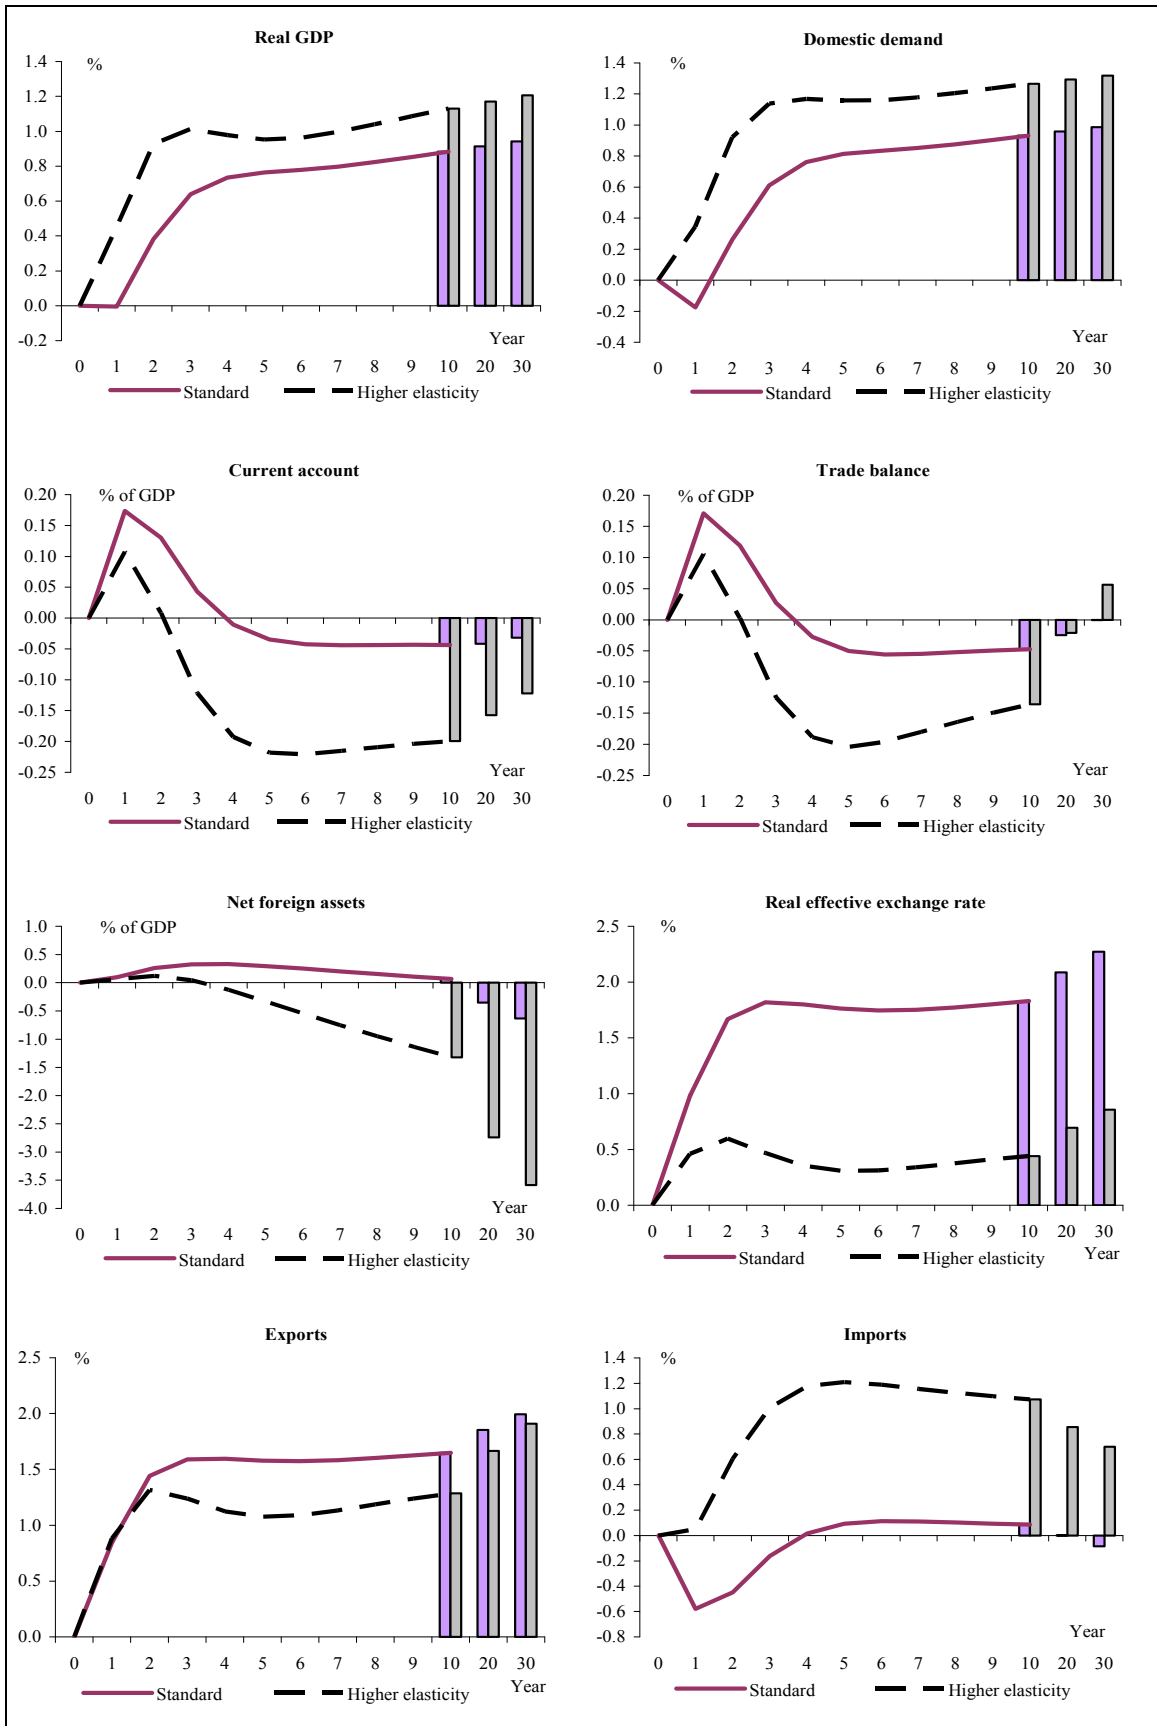 Real GDP
%
1.4
1.2
1.0
0.8
0.6
0.4
0.2
0.0
-0.2
Year
0 1 2 3 4 5 6 7 8 9 10 20 30
Standard Higher elasticity
Domestic demand
%
1.4
1.2
1.0
0.8
0.6
0.4
0.2
0.0
-0.2
-0.4
Year
0 1 2 3 4 5 6 7 8 9 10 20 30
Standard Higher elasticity
Current account
% of GDP
0.20
0.15
0.10
0.05
0.00
-0.05
-0.10
-0.15
-0.20
-0.25
Year
0 1 2 3 4 5 6 7 8 9 10 20 30
Standard Higher elasticity
Trade balance
% of GDP
0.20
0.15
0.10
0.05
0.00
-0.05
-0.10
-0.15
-0.20
-0.25
Year
0 1 2 3 4 5 6 7 8 9 10 20 30
Standard Higher elasticity
Net foreign assets
% of GDP
1.0
0.5
0.0
-0.5
-1.0
-1.5
-2.0
-2.5
-3.0
-3.5
-4.0
Year
0 1 2 3 4 5 6 7 8 9 10 20 30
Standard Higher elasticity
Real effective exchange rate
%
2.5
2.0
1.5
1.0
0.5
0.0
0 1 2 3 4 5 6 7 8 9 10 20 30
Year
Standard Higher elasticity
Exports
%
2.5
2.0
1.5
1.0
0.5
0.0
0 1 2 3 4 5 6 7 8 9 10 20 30
Year
Standard Higher elasticity
Imports
%
1.4
1.2
1.0
0.8
0.6
0.4
0.2
0.0
-0.2
-0.4
-0.6
-0.8
Year
0 1 2 3 4 5 6 7 8 9 10 20 30
Standard Higher elasticity